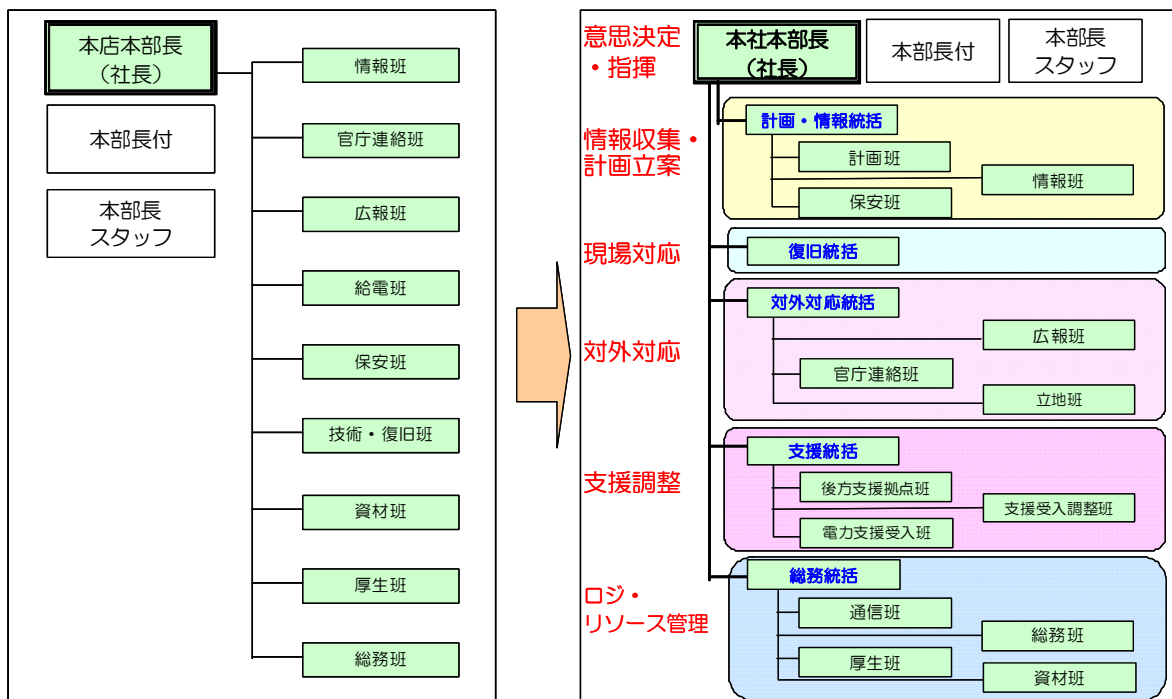 本店本部長
(社長)
本部長付
本部長
スタッフ
情報班
官庁連絡班
広報班
給電班
保安班
技術・復旧班
資材班
厚生班
総務班
意思決定
・指揮
本社本部長
(社長)
本部長付
本部長
スタッフ
情報収集・
計画立案
計画・情報統括
計画班
情報班
保安班
現場対応
復旧統括
対外対応
対外対応統括
広報班
官庁連絡班
立地班
支援調整
支援統括
後方支援拠点班
支援受入調整班
電力支援受入班
ロジ・
リソース管理
総務統括
通信班
総務班
厚生班
資材班